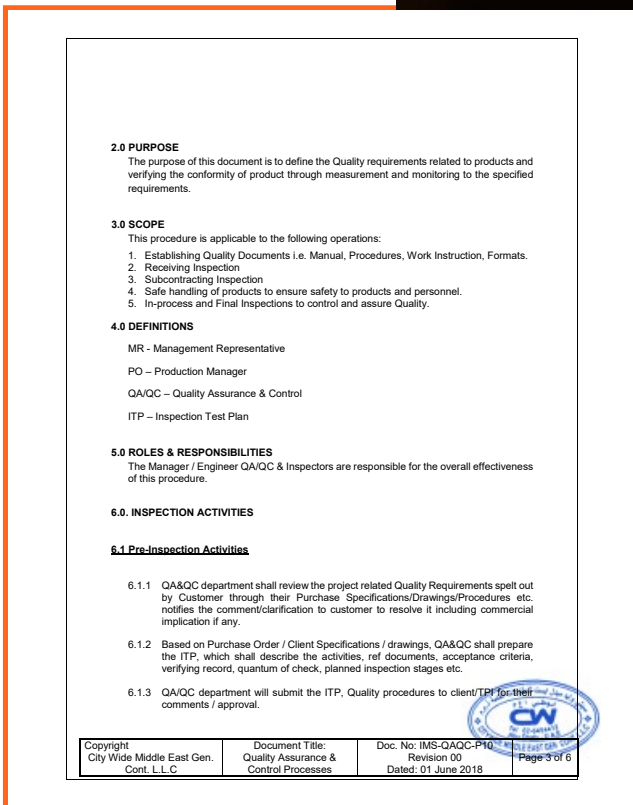 2.0 PURPOSE
The purpose of this document is to define the Quality requirements related to products and
verifying the conformity of product through measurement and monitoring to the specified
requirements.
3.0 SCOPE
This procedure is applicable to the following operations:
1. Establishing Quality Documents i.e. Manual, Procedures, Work Instruction, Formats.
2. Receiving Inspection
3. Subcontracting Inspection
4. Safe handling of products to ensure safety to products and personnel.
5. In-process and Final Inspections to control and assure Quality.
4.0 DEFINITIONS
MR - Management Representative
PO – Production Manager
QA/QC – Quality Assurance & Control
ITP – Inspection Test Plan
5.0 ROLES & RESPONSIBILITIES
The Manager / Engineer QA/QC & Inspectors are responsible for the overall effectiveness
of this procedure.
6.0. INSPECTION ACTIVITIES
6.1 Pre-Inspection Activities
6.1.1 QA&QC department shall review the project related Quality Requirements spelt out
by Customer through their Purchase Specifications/Drawings/Procedures etc.
notifies the comment/clarification to customer to resolve it including commercial
implication if any.
6.1.2 Based on Purchase Order / Client Specifications / drawings, QA&QC shall prepare
the ITP, which shall describe the activities, ref documents, acceptance criteria,
verifying record, quantum of check, planned inspection stages etc.
6.1.3 QA/QC department will submit the ITP, Quality procedures to client/TPI for their
comments / approval.
CW
Copyright
City Wide Middle East Gen.
Cont. L.L.C
Document Title:
Quality Assurance &
Control Processes
Doc. No: IMS-QAQC-P10
Revision 00
Dated: 01 June 2018
Page 3 of 6